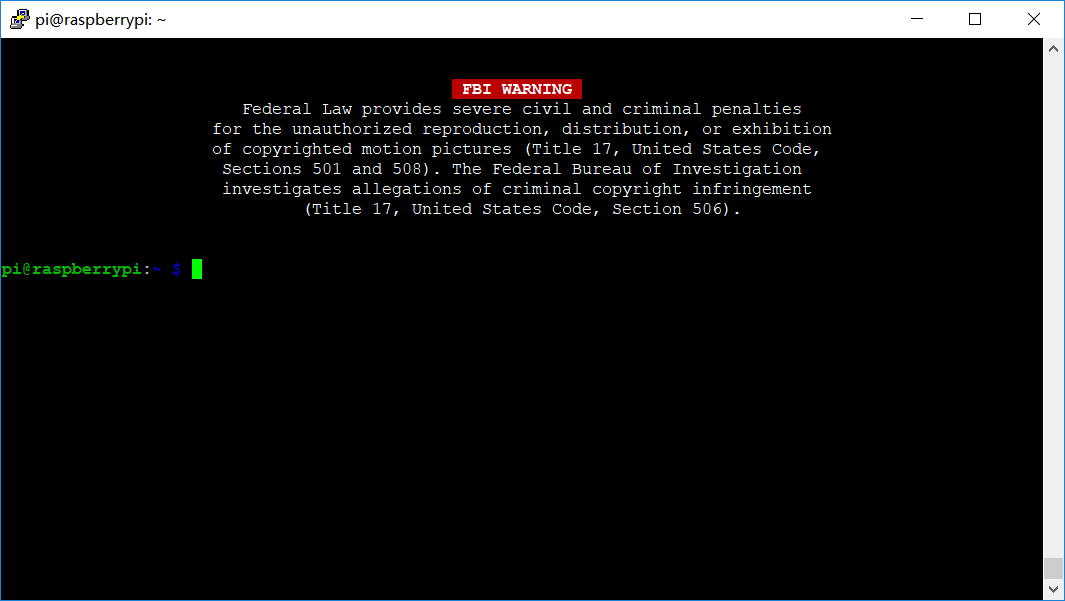 pi@raspberrypi: ~
FBI WARNING
Federal Law provides severe civil and criminal penalties
for the unauthorized reproduction, distribution, or exhibition
of copyrighted motion pictures (Title 17, United States Code,
Sections 501 and 508). The Federal Bureau of Investigation
investigates allegations of criminal copyright infringement
(Title 17, United States Code, Section 506).
pi@raspberrypi:~ $